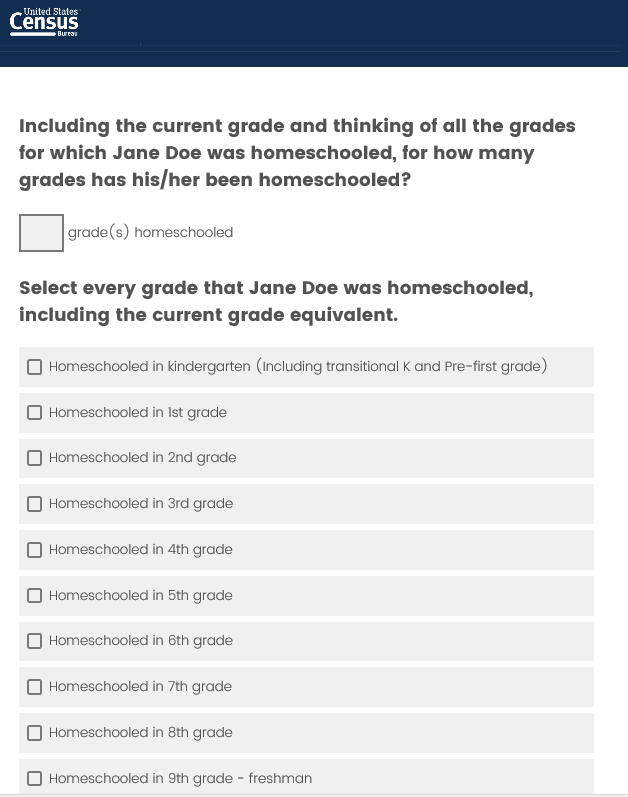 United States
Census
Bureau
Including the current grade and thinking of all the grades
for which Jane Doe was homeschooled, for how many
grades has his/her been homeschooled?
grade(s) homeschooled
Select every grade that Jane Doe was homeschooled,
including the current grade equivalent.
Homeschooled in kindergarten (Including transitional K and Pre-first grade)
Homeschooled in 1st grade
Homeschooled in 2nd grade
Homeschooled in 3rd grade
Homeschooled in 4th grade
Homeschooled in 5th grade
Homeschooled in 6th grade
Homeschooled in 7th grade
Homeschooled in 8th grade
Homeschooled in 9th grade - freshman